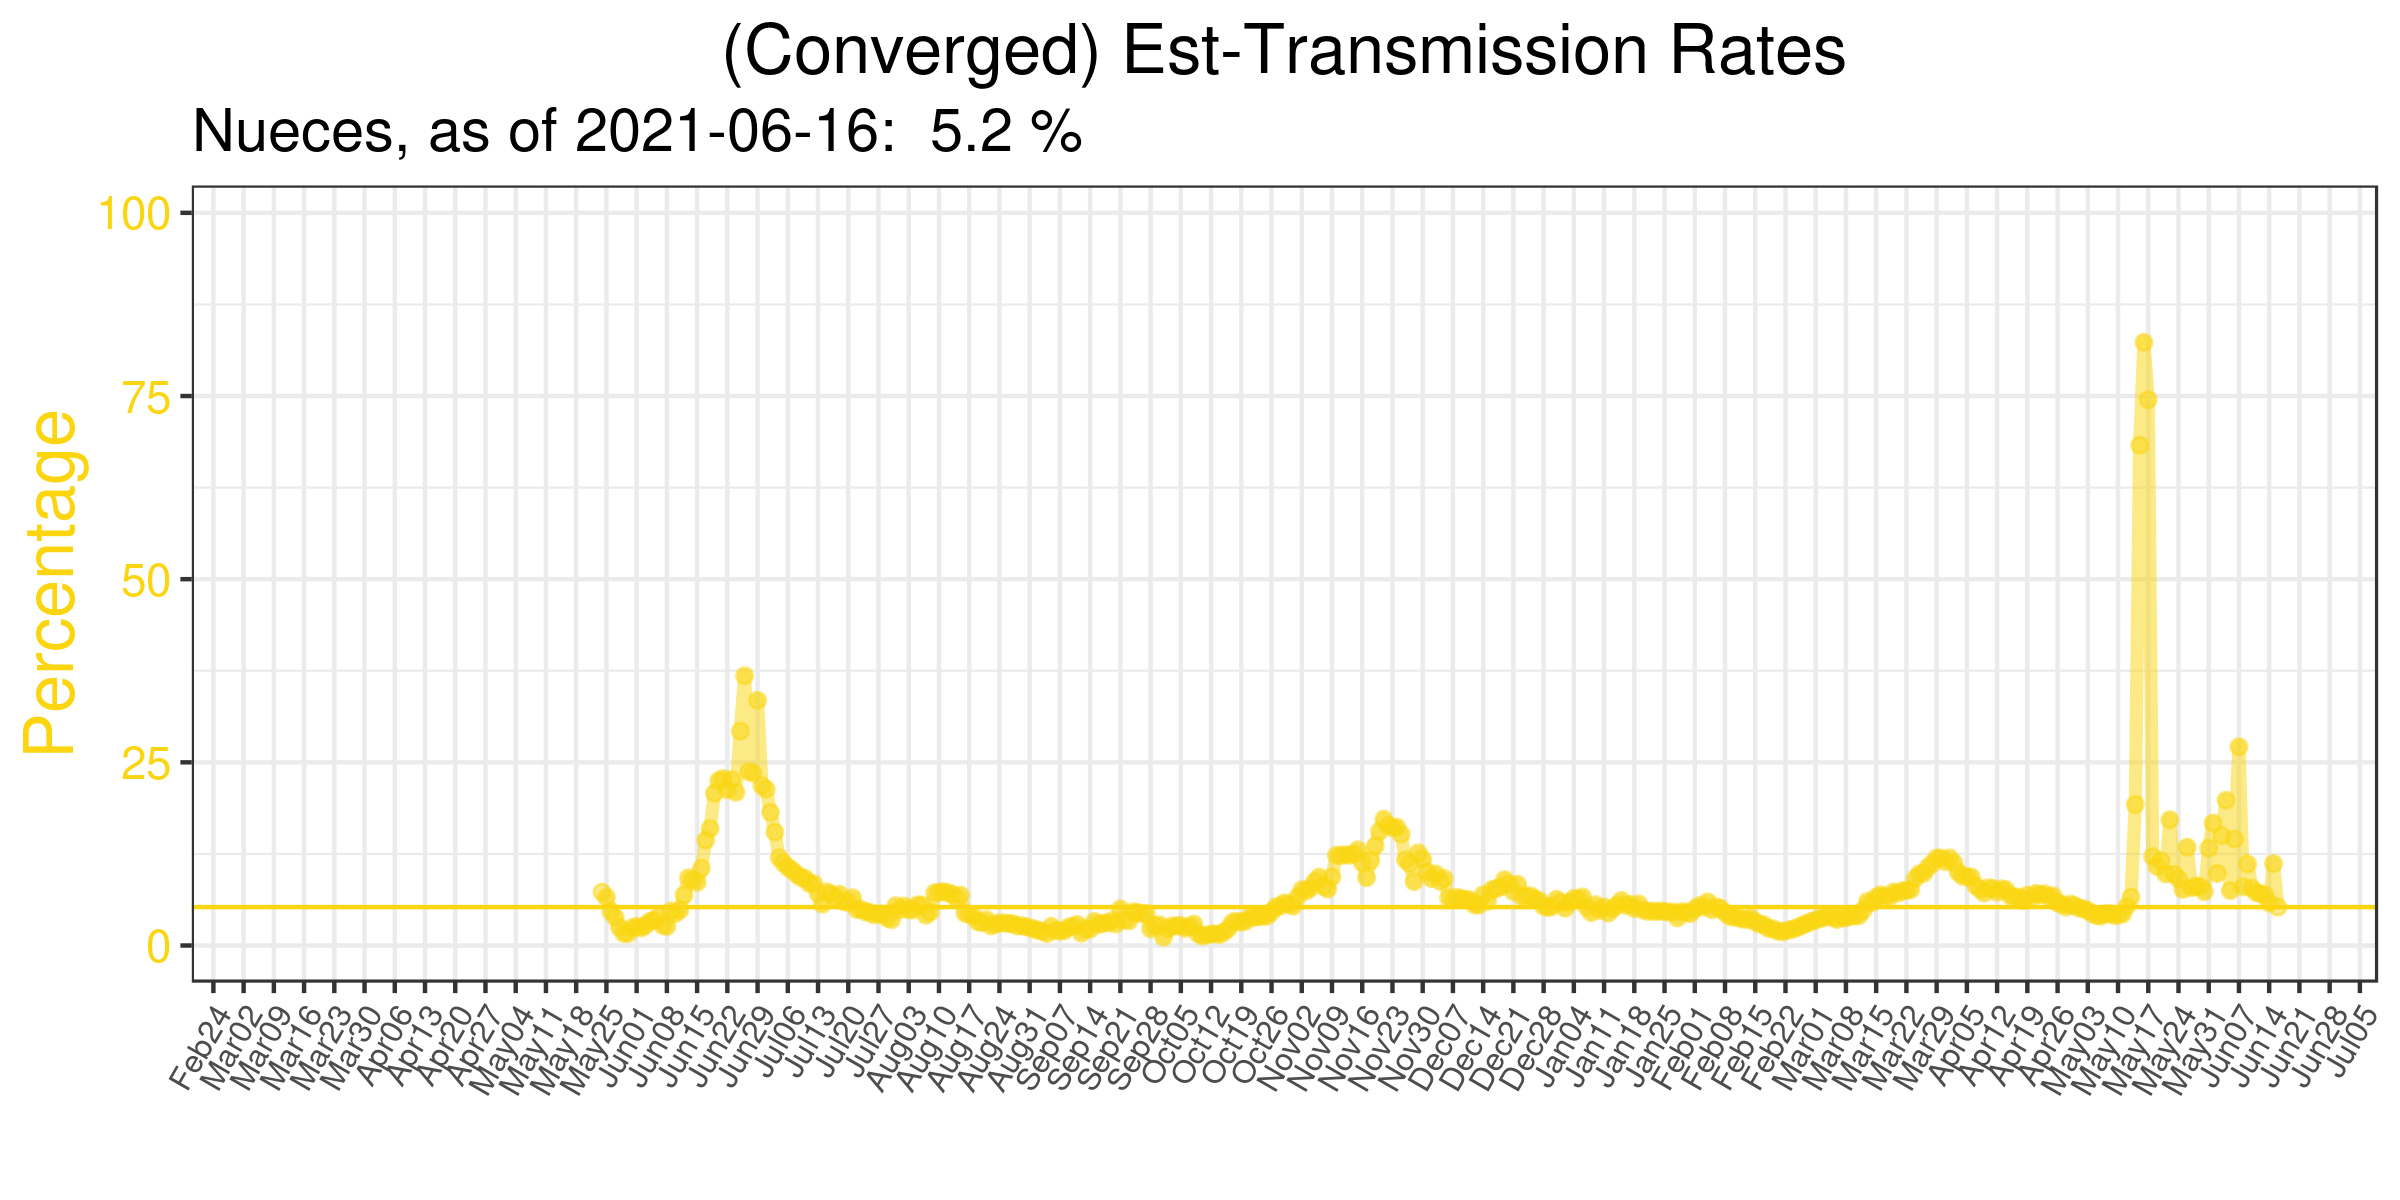 (Converged) Est-Transmission Rates
Nueces, as of 2021-06-16:  5.2 %
Percentage
100
75
50
25
0
Feb24
Mar02
Mar09
Mar16
Mar23
Mar30
Apr06
Apr13
Apr20
Apr27
May04
May11
May18
May25
Jun01
Jun08
Jun15
Jun22
Jun29
Jul06
Jul13
Jul20
Jul27
Aug03
Aug10
Aug17
Aug24
Aug31
Sep07
Sep14
Sep21
Sep28
Oct05
Oct12
Oct19
Oct26
Nov02
Nov09
Nov16
Nov23
Nov30
Dec07
Dec14
Dec21
Dec28
Jan04
Jan11
Jan18
Jan25
Feb01
Feb08
Feb15
Feb22
Mar01
Mar08
Mar15
Mar22
Mar29
Apr05
Apr12
Apr19
Apr26
May03
May10
May17
May24
May31
Jun07
Jun14
Jun21
Jun28
Jul05